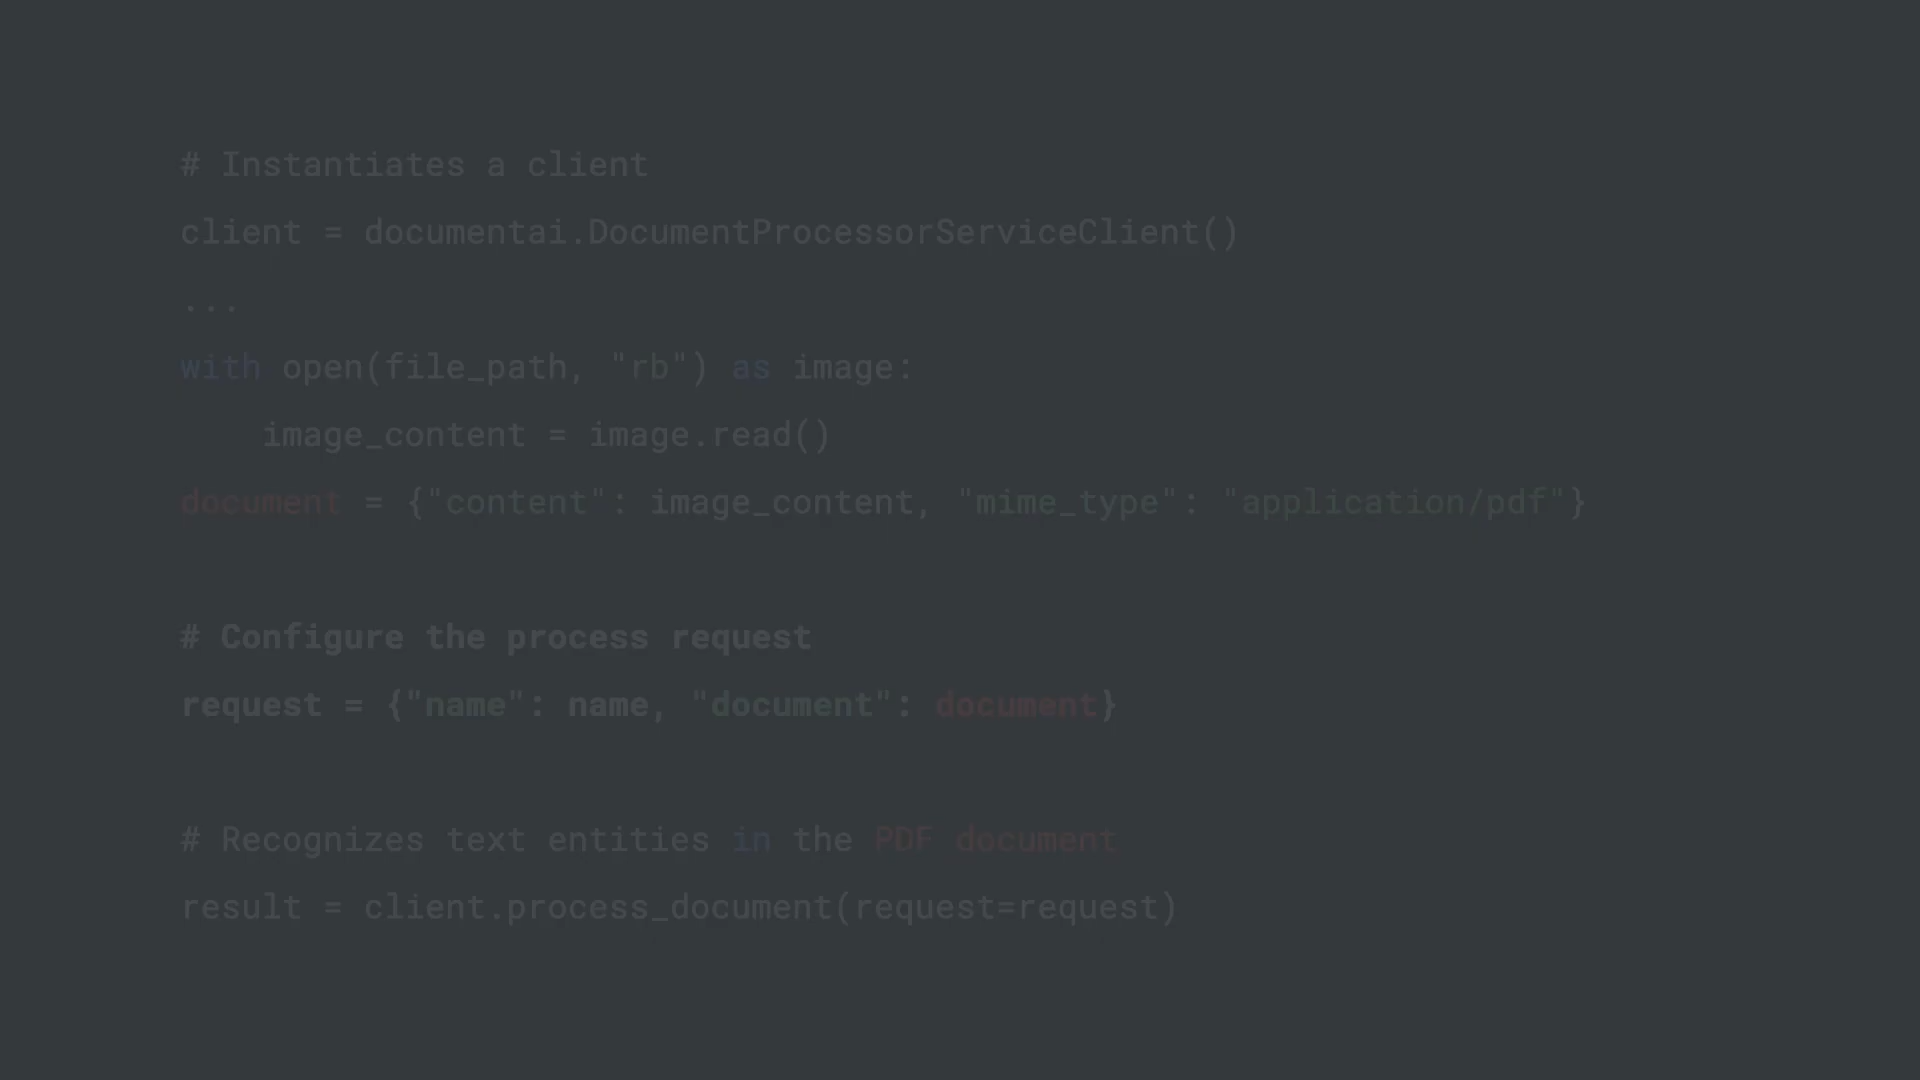 # Instantiates a client
client = documentai.DocumentProcessorServiceClient()
...
with open(file_path, "rb") as image:
    image_content = image.read()
document = {"content": image_content, "mime_type": "application/pdf"}
# Configure the process request
request = {"name": name, "document": document}
# Recognizes text entities in the PDF document
result = client.process_document(request=request)